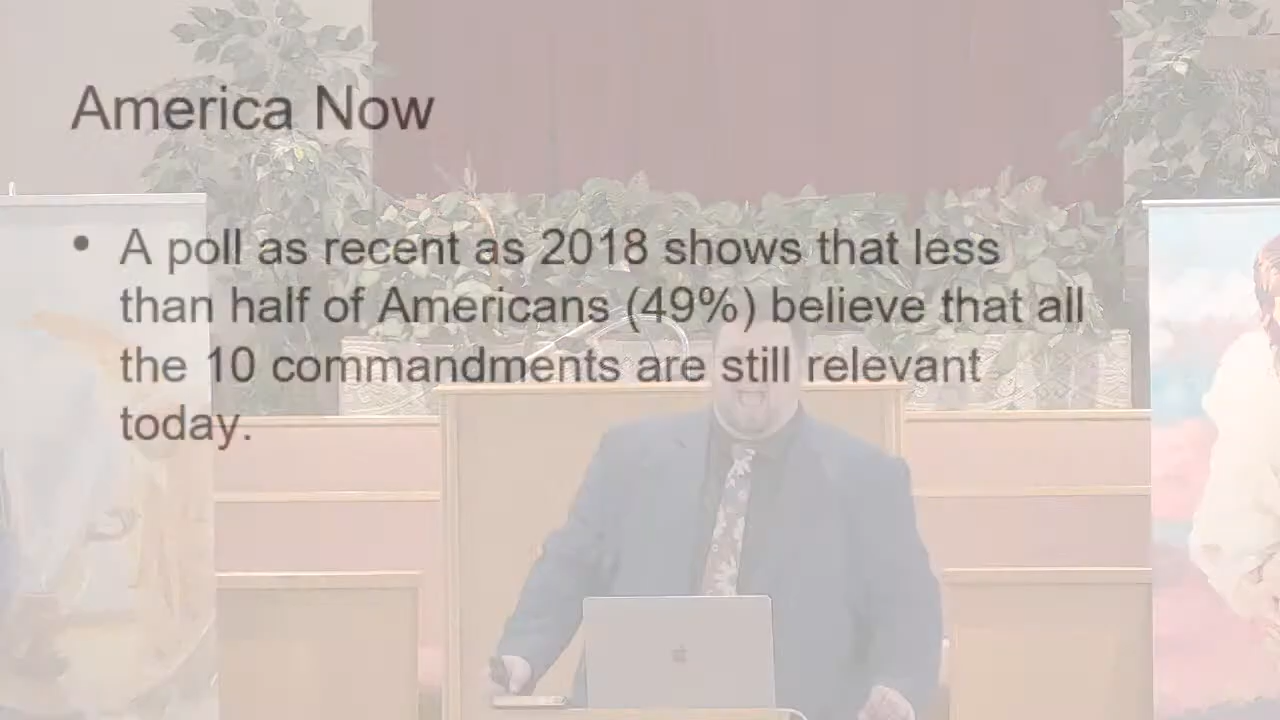 America Now
• A poll as recent as 2018 shows that less
than half of Americans (49%) believe that all
the 10 commandments are still relevant
today.